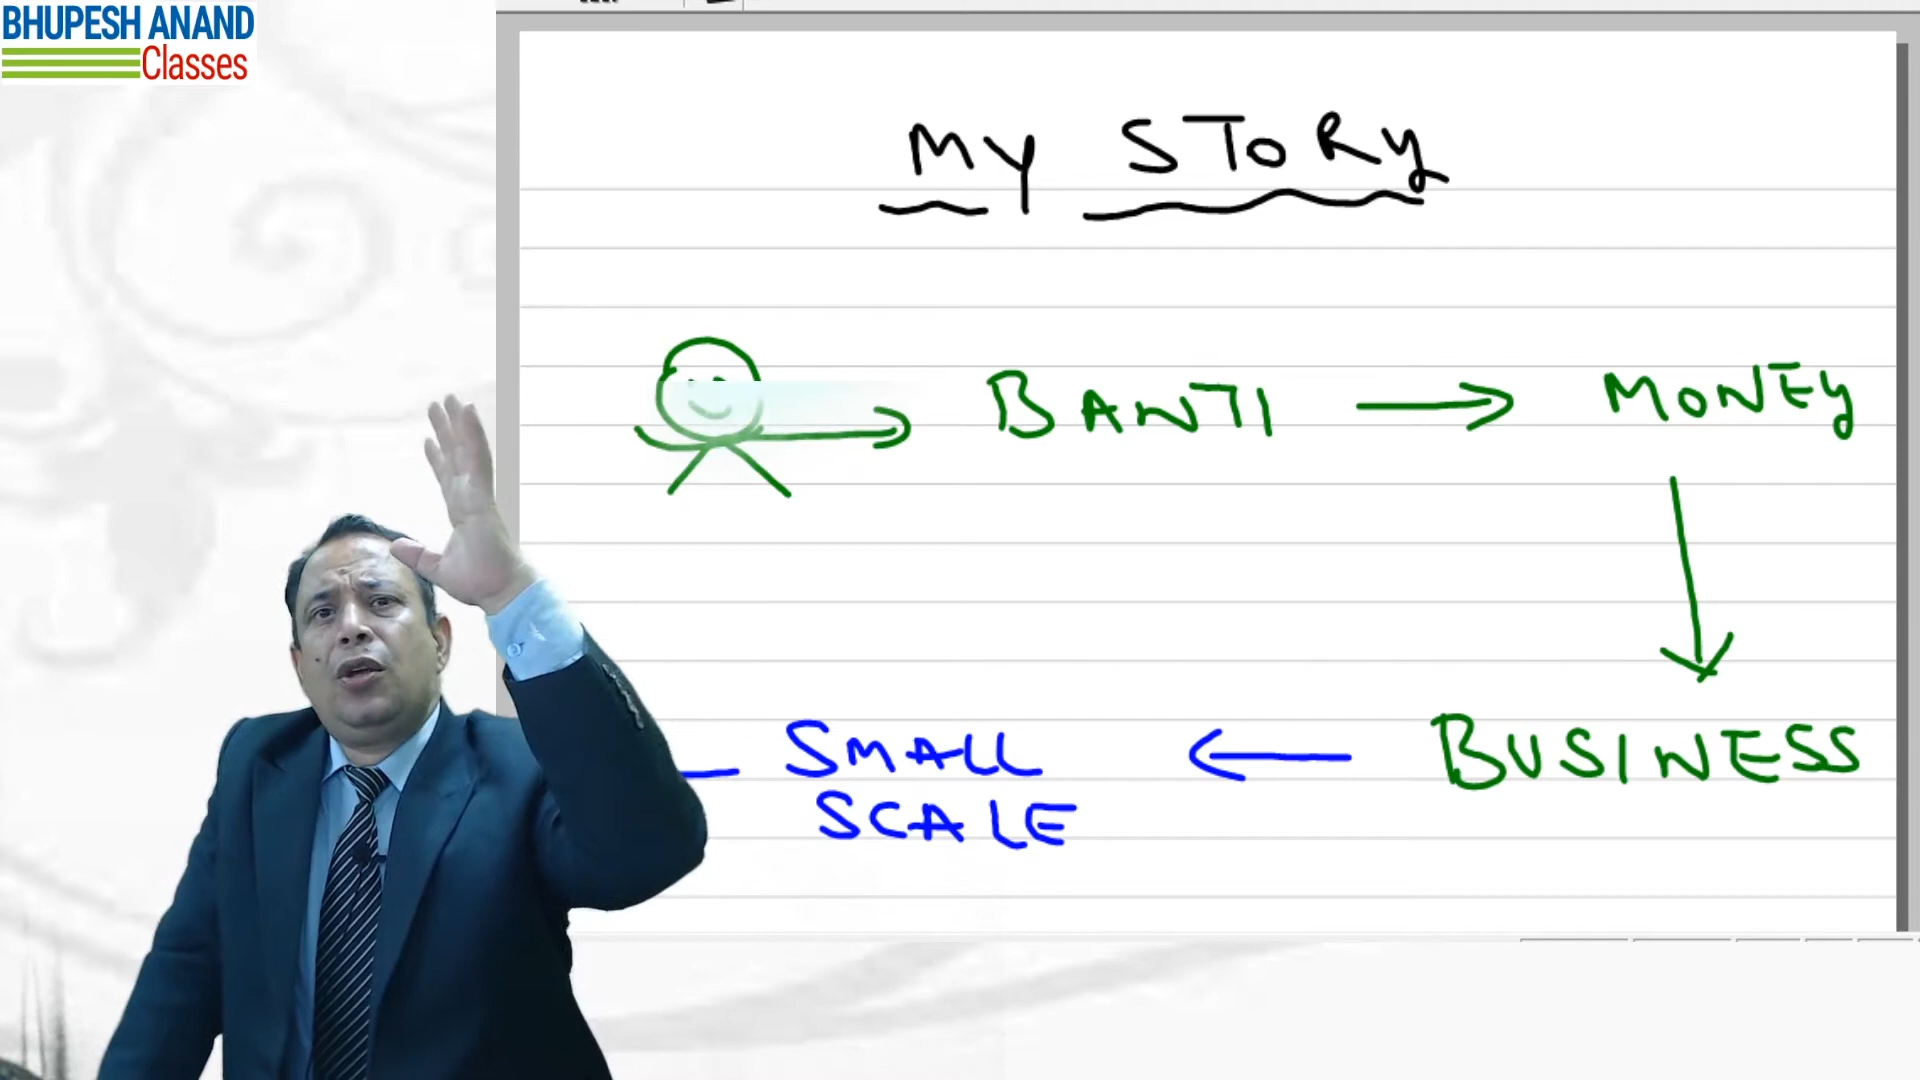 BHUPESH ANAND
Classes
MY STORY
BANTI → MONEY
SMALL ← BUSINESS
SCALE